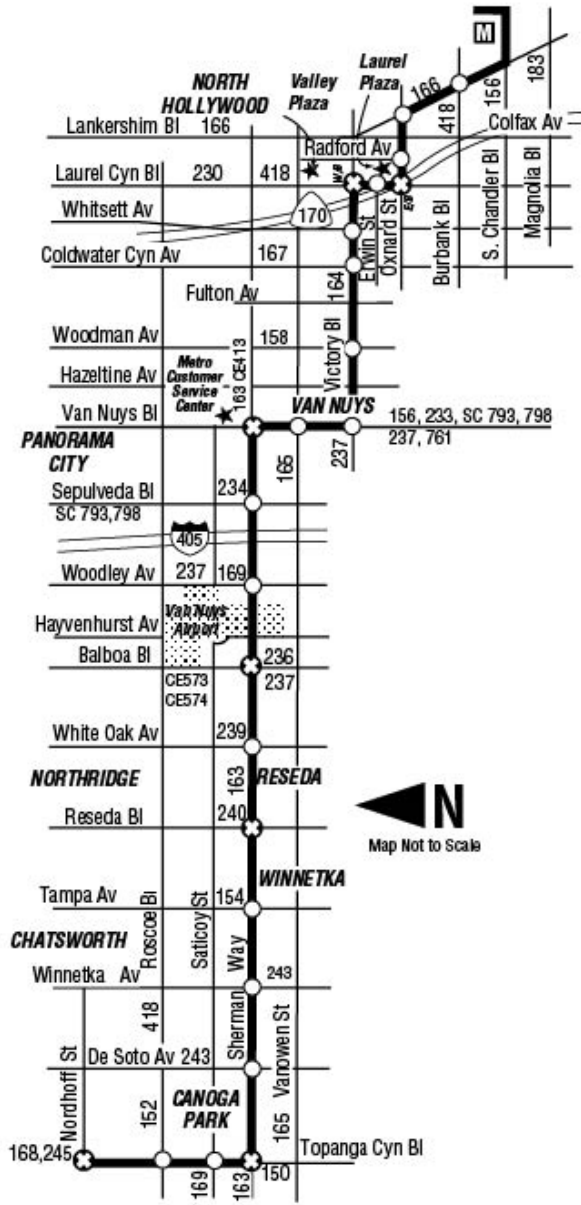 M
183
156
166
418
Laurel
Plaza
Valley
Plaza
NORTH
HOLLYWOOD
Colfax Av
Lankershim Bl 166
Radford Av
Laurel Cyn Bl 230 418
W/B
E/B
170
Whitsett Av
Erwin St
Oxnard St
Burbank Bl
S. Chandler Bl
Magnolia Bl
Coldwater Cyn Av 167
164
Fulton Av
Victory Bl
Woodman Av 158
163 CE413
Hazeltine Av
Metro
Customer
Service
Center
Van Nuys Bl
VAN NUYS
156, 233, SC 793, 798
237, 761
PANORAMA
CITY
165
237
Sepulveda Bl 234
SC 793,798
405
Woodley Av 237 169
Van Nuys
Airport
Hayvenhurst Av
Balboa Bl 236
237
CE573
CE574
White Oak Av 239
NORTHRIDGE
163
RESEDA
N
Map Not to Scale
Reseda Bl 240
WINNETKA
Tampa Av 154
Roscoe Bl
Saticoy St
Sherman Way
CHATSWORTH
Winnetka Av 243
418
Vanowen St
Nordhoff St
De Soto Av 243
CANOGA
PARK
152
165
168,245
Topanga Cyn Bl
150
169
163